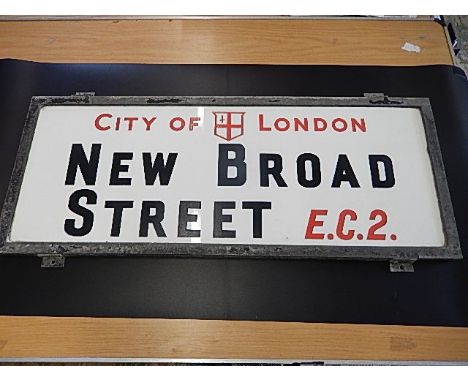 CITY OF LONDON
NEW BROAD
STREET E.C.2.